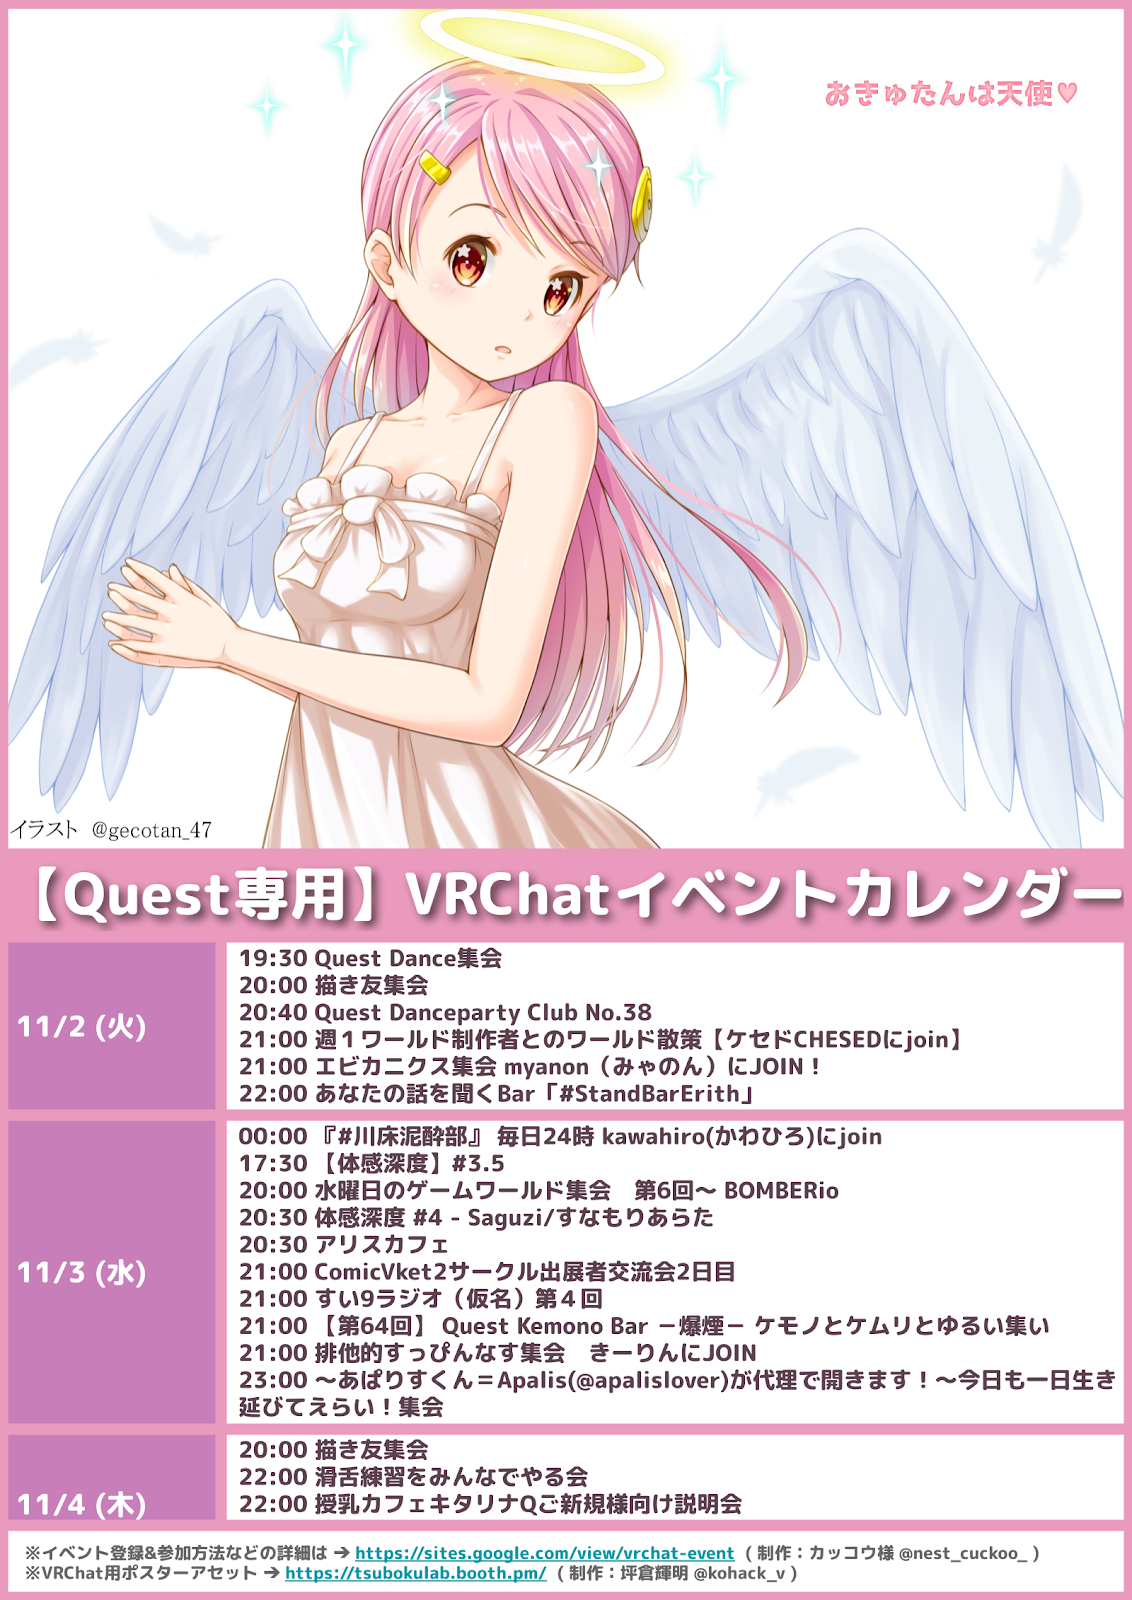 おきゅたんは天使♥
イラスト @gecotan_47
【Quest専用】VRChatイベントカレンダー
11/2 (火)
19:30 Quest Dance集会
20:00 描き友集会
20:40 Quest Danceparty Club No.38
21:00 週１ワールド制作者とのワールド散策【ケセドCHESEDにjoin】
21:00 エビカニクス集会 myanon（みゃのん）にJOIN！
22:00 あなたの話を聞くBar「#StandBarErith」
11/3 (水)
00:00 『#川床泥酔部』 毎日24時 kawahiro(かわひろ)にjoin
17:30 【体感深度】#3.5
20:00 水曜日のゲームワールド集会　第6回～ BOMBERio
20:30 体感深度 #4 - Saguzi/すなもりあらた
20:30 アリスカフェ
21:00 ComicVket2サークル出展者交流会2日目
21:00 すい9ラジオ（仮名）第４回
21:00 【第64回】 Quest Kemono Bar －爆煙－ ケモノとケムリとゆるい集い
21:00 排他的すっぴんなす集会　きーりんにJOIN
23:00 ～あぱりすくん＝Apalis(@apalislover)が代理で開きます！～今日も一日生き
延びてえらい！集会
11/4 (木)
20:00 描き友集会
22:00 滑舌練習をみんなでやる会
22:00 授乳カフェキタリナQご新規様向け説明会
※イベント登録&参加方法などの詳細は → https://sites.google.com/view/vrchat-event ( 制作：カッコウ様 @nest_cuckoo_ )
※VRChat用ポスターアセット → https://tsubokulab.booth.pm/ ( 制作：坪倉輝明 @kohack_v )